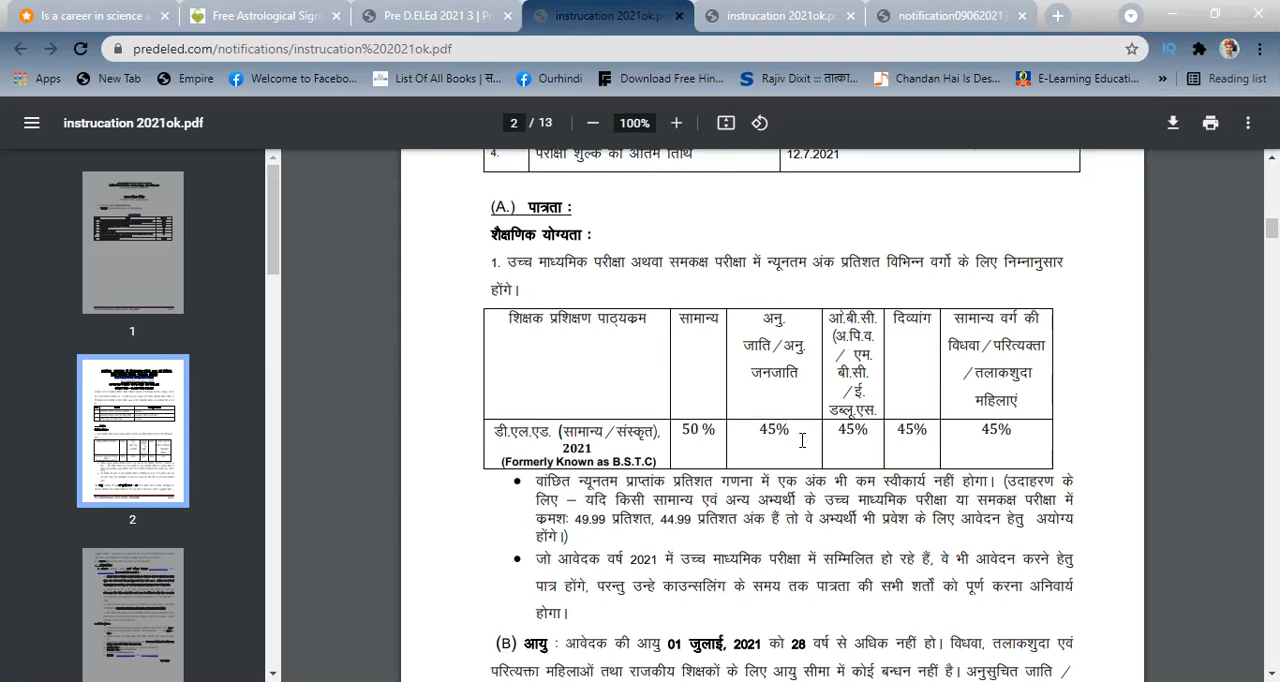 Is a career in science a
Free Astrological Sign
Pre D.El.Ed 2021 3 | P
instrucation 2021ok.p
instrucation 2021ok.p
notification09062021
predeled.com/notifications/instrucation%202021ok.pdf
IQ
Apps
New Tab
Empire
Welcome to Facebo...
List Of All Books | स...
Ourhindi
Download Free Hin...
Rajiv Dixit ::: तात्का...
Chandan Hai Is Des...
E-Learning Educati...
»
Reading list
instrucation 2021ok.pdf
2 / 13
100%
1
2
4. परीक्षा शुल्क की अंतिम तिथि 12.7.2021
(A.) पात्रता :
शैक्षणिक योग्यता :
1. उच्च माध्यमिक परीक्षा अथवा समकक्ष परीक्षा में न्यूनतम अंक प्रतिशत विभिन्न वर्गो के लिए निम्नानुसार
होंगे।
शिक्षक प्रशिक्षण पाठ्यक्रम
सामान्य
अनु.
जाति/अनु.
जनजाति
ओ.बी.सी.
(अ.पि.व.
/ एम.
बी.सी.
/ ई.
डब्लू.एस.
दिव्यांग
सामान्य वर्ग की
विधवा/परित्यक्ता
/तलाकशुदा
महिलाएं
डी.एल.एड, (सामान्य/संस्कृत),
2021
(Formerly Known as B.S.T.C)
50 %
45%
45%
45%
45%
• वांछित न्यूनतम प्राप्तांक प्रतिशत गणना में एक अंक भी कम स्वीकार्य नहीं होगा। (उदाहरण के
लिए – यदि किसी सामान्य एवं अन्य अभ्यर्थी के उच्च माध्यमिक परीक्षा या समकक्ष परीक्षा में
क्रमशः 49.99 प्रतिशत, 44.99 प्रतिशत अंक हैं तो वे अभ्यर्थी भी प्रवेश के लिए आवेदन हेतु अयोग्य
होंगे।)
• जो आवेदक वर्ष 2021 में उच्च माध्यमिक परीक्षा में सम्मिलित हो रहे हैं, वे भी आवेदन करने हेतु
पात्र होंगे, परन्तु उन्हे काउन्सलिंग के समय तक पात्रता की सभी शर्तो को पूर्ण करना अनिवार्य
होगा।
(B) आयु : आवेदक की आयु 01 जुलाई, 2021 को 28 वर्ष से अधिक नहीं हो। विधवा, तलाकशुदा एवं
परित्यक्ता महिलाओं तथा राजकीय शिक्षकों के लिए आयु सीमा में कोई बन्धन नहीं है। अनुसुचित जाति /